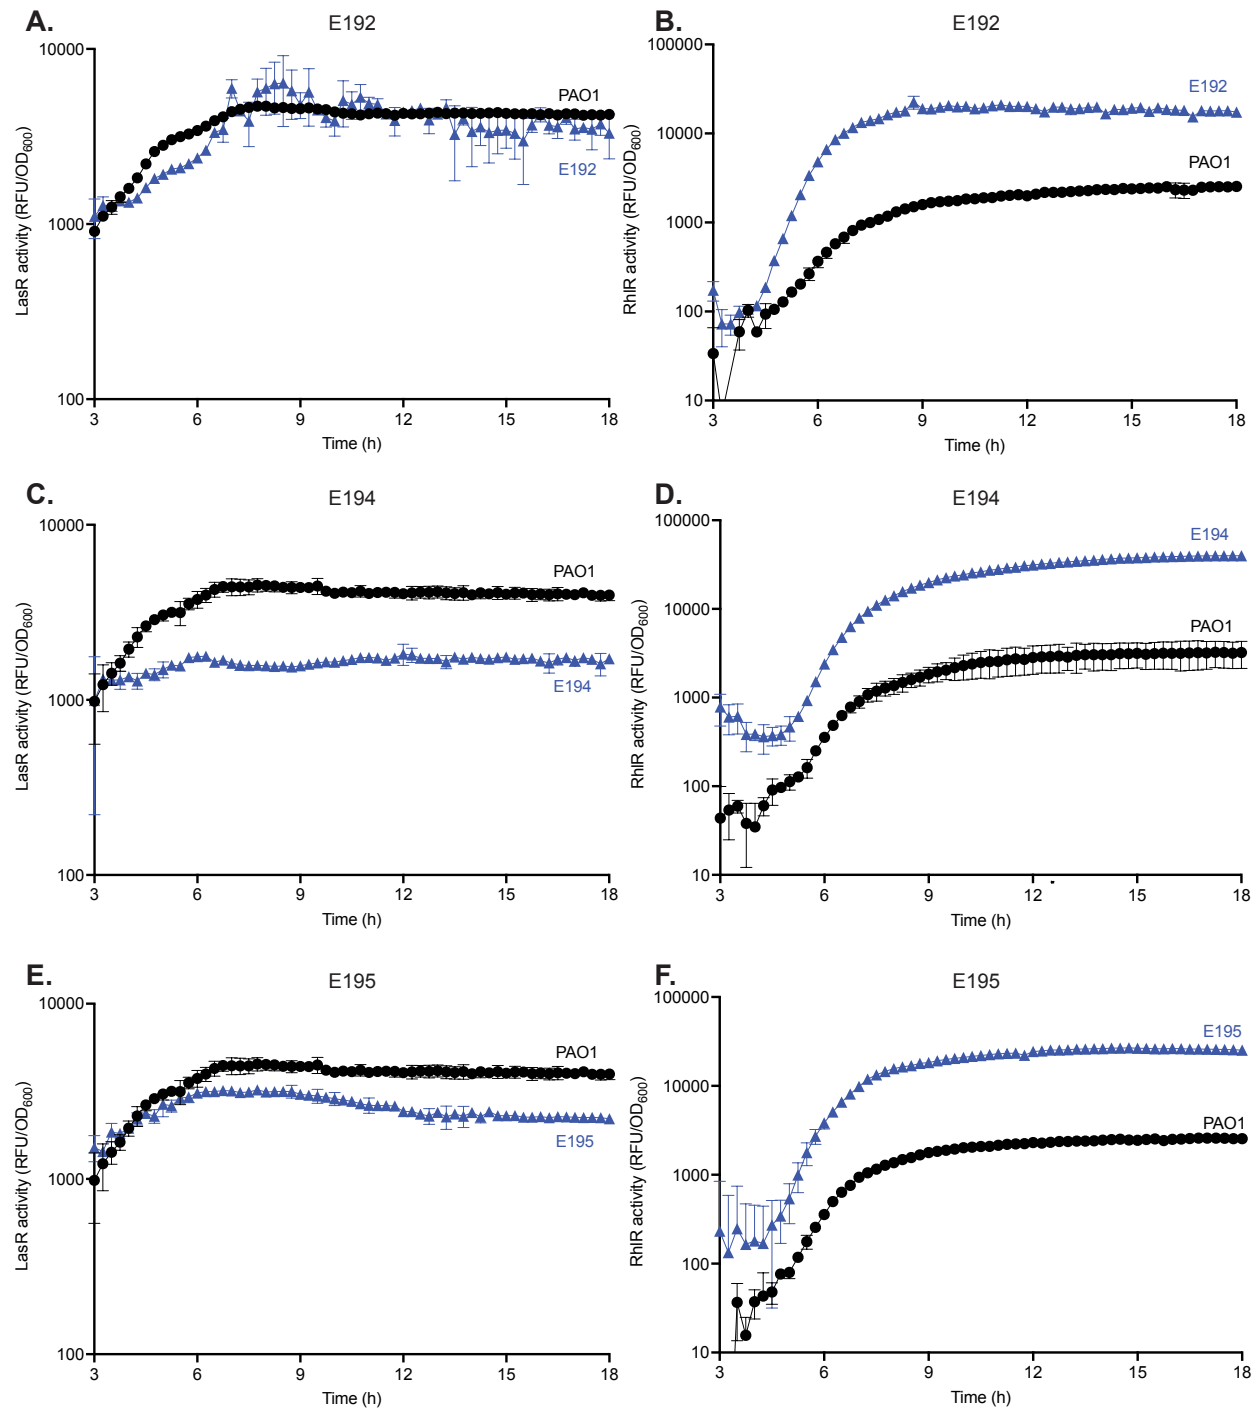 A.
E192
10000
1000
100
LasR activity (RFU/OD600)
PAO1
E192
3 6 9 12 15 18
Time (h)
B.
E192
100000
10000
1000
100
10
RhlR activity (RFU/OD600)
E192
PAO1
3 6 9 12 15 18
Time (h)
C.
E194
10000
1000
100
LasR activity (RFU/OD600)
PAO1
E194
3 6 9 12 15 18
Time (h)
D.
E194
100000
10000
1000
100
10
RhlR activity (RFU/OD600)
E194
PAO1
3 6 9 12 15 18
Time (h)
E.
E195
10000
1000
100
LasR activity (RFU/OD600)
PAO1
E195
3 6 9 12 15 18
Time (h)
F.
E195
100000
10000
1000
100
10
RhlR activity (RFU/OD600)
E195
PAO1
3 6 9 12 15 18
Time (h)